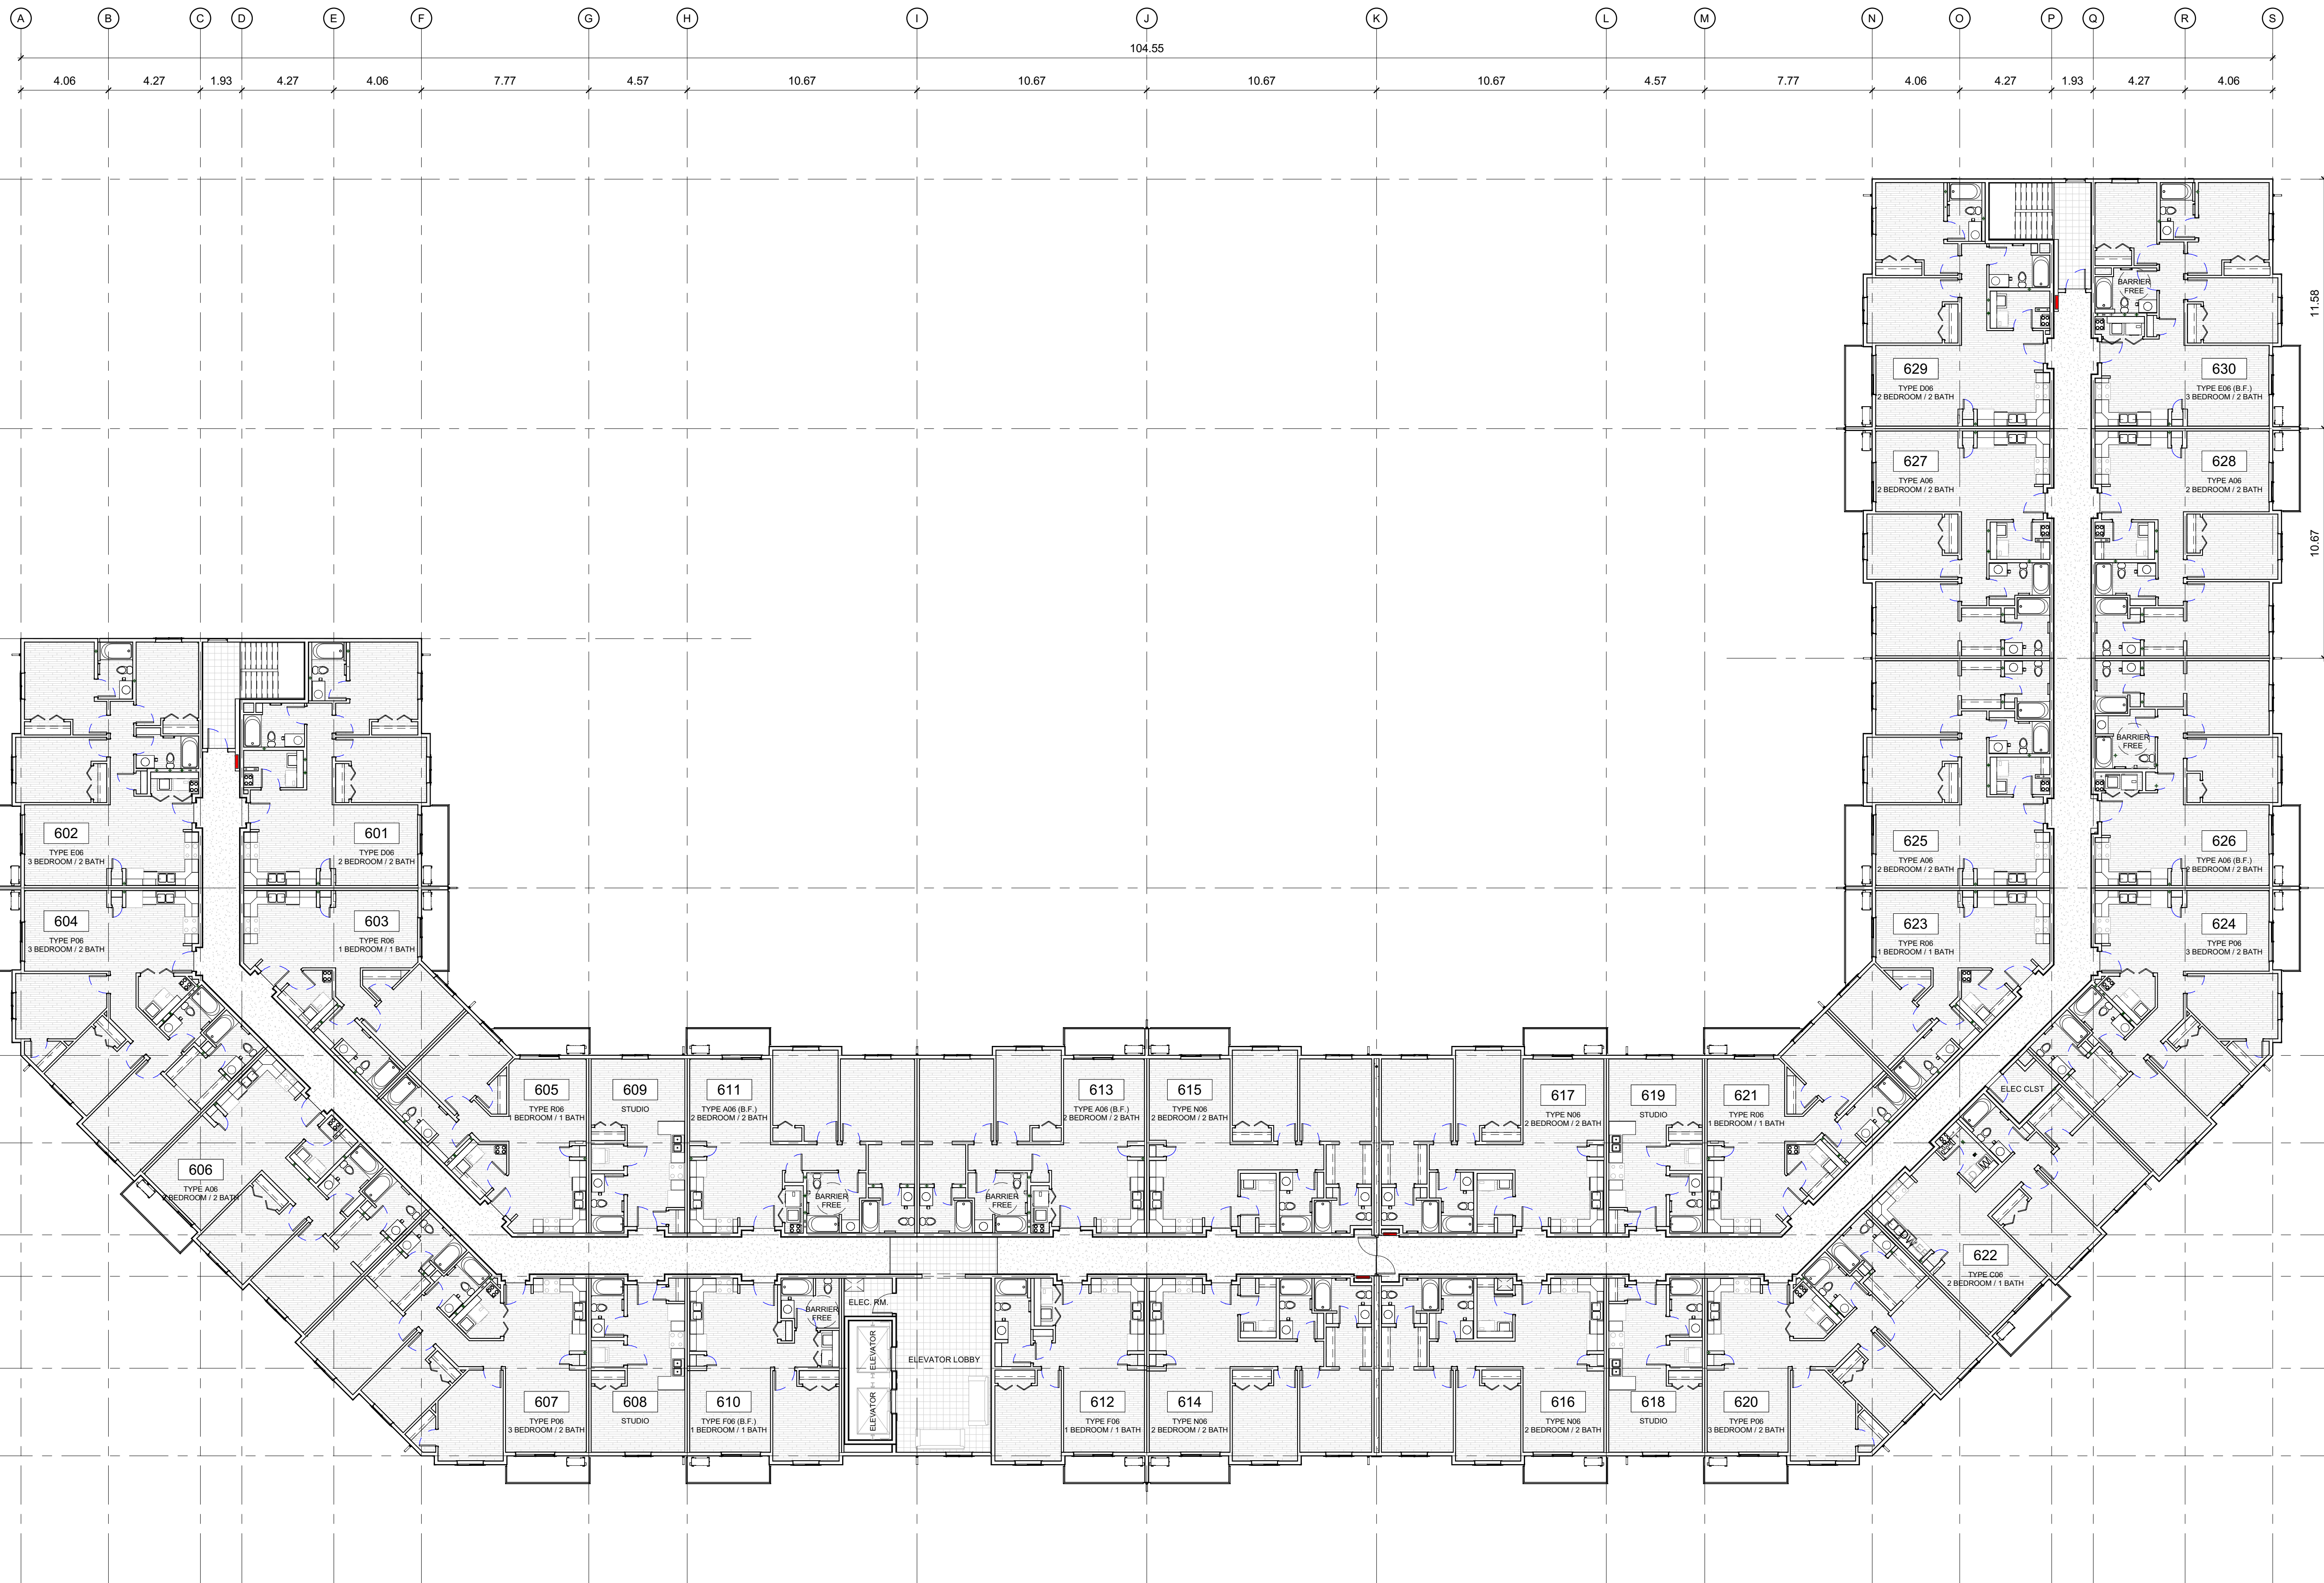 A B C D E F G H I J K L M N O P Q R S
104.55
4.06 4.27 1.93 4.27 4.06 7.77 4.57 10.67 10.67 10.67 10.67 4.57 7.77 4.06 4.27 1.93 4.27 4.06
11.58
10.67
BARRIER
FREE
629
TYPE D06
2 BEDROOM / 2 BATH
630
TYPE E06 (B.F.)
3 BEDROOM / 2 BATH
627
TYPE A06
2 BEDROOM / 2 BATH
628
TYPE A06
2 BEDROOM / 2 BATH
BARRIER
FREE
602
TYPE E06
3 BEDROOM / 2 BATH
601
TYPE D06
2 BEDROOM / 2 BATH
625
TYPE A06
2 BEDROOM / 2 BATH
626
TYPE A06 (B.F.)
2 BEDROOM / 2 BATH
604
TYPE P06
3 BEDROOM / 2 BATH
603
TYPE R06
1 BEDROOM / 1 BATH
623
TYPE R06
1 BEDROOM / 1 BATH
624
TYPE P06
3 BEDROOM / 2 BATH
605
TYPE R06
1 BEDROOM / 1 BATH
609
STUDIO
611
TYPE A06 (B.F.)
2 BEDROOM / 2 BATH
613
TYPE A06 (B.F.)
2 BEDROOM / 2 BATH
615
TYPE N06
2 BEDROOM / 2 BATH
617
TYPE N06
2 BEDROOM / 2 BATH
619
STUDIO
621
TYPE R06
1 BEDROOM / 1 BATH
ELEC CLST
606
TYPE A06
2 BEDROOM / 2 BATH
BARRIER
FREE
BARRIER
FREE
W
DW
622
TYPE C06
2 BEDROOM / 1 BATH
ELEC. RM.
BARRIER
FREE
ELEVATOR
ELEVATOR
ELEVATOR LOBBY
607
TYPE P06
3 BEDROOM / 2 BATH
608
STUDIO
610
TYPE F06 (B.F.)
1 BEDROOM / 1 BATH
612
TYPE F06
1 BEDROOM / 1 BATH
614
TYPE N06
2 BEDROOM / 2 BATH
616
TYPE N06
2 BEDROOM / 2 BATH
618
STUDIO
620
TYPE P06
3 BEDROOM / 2 BATH